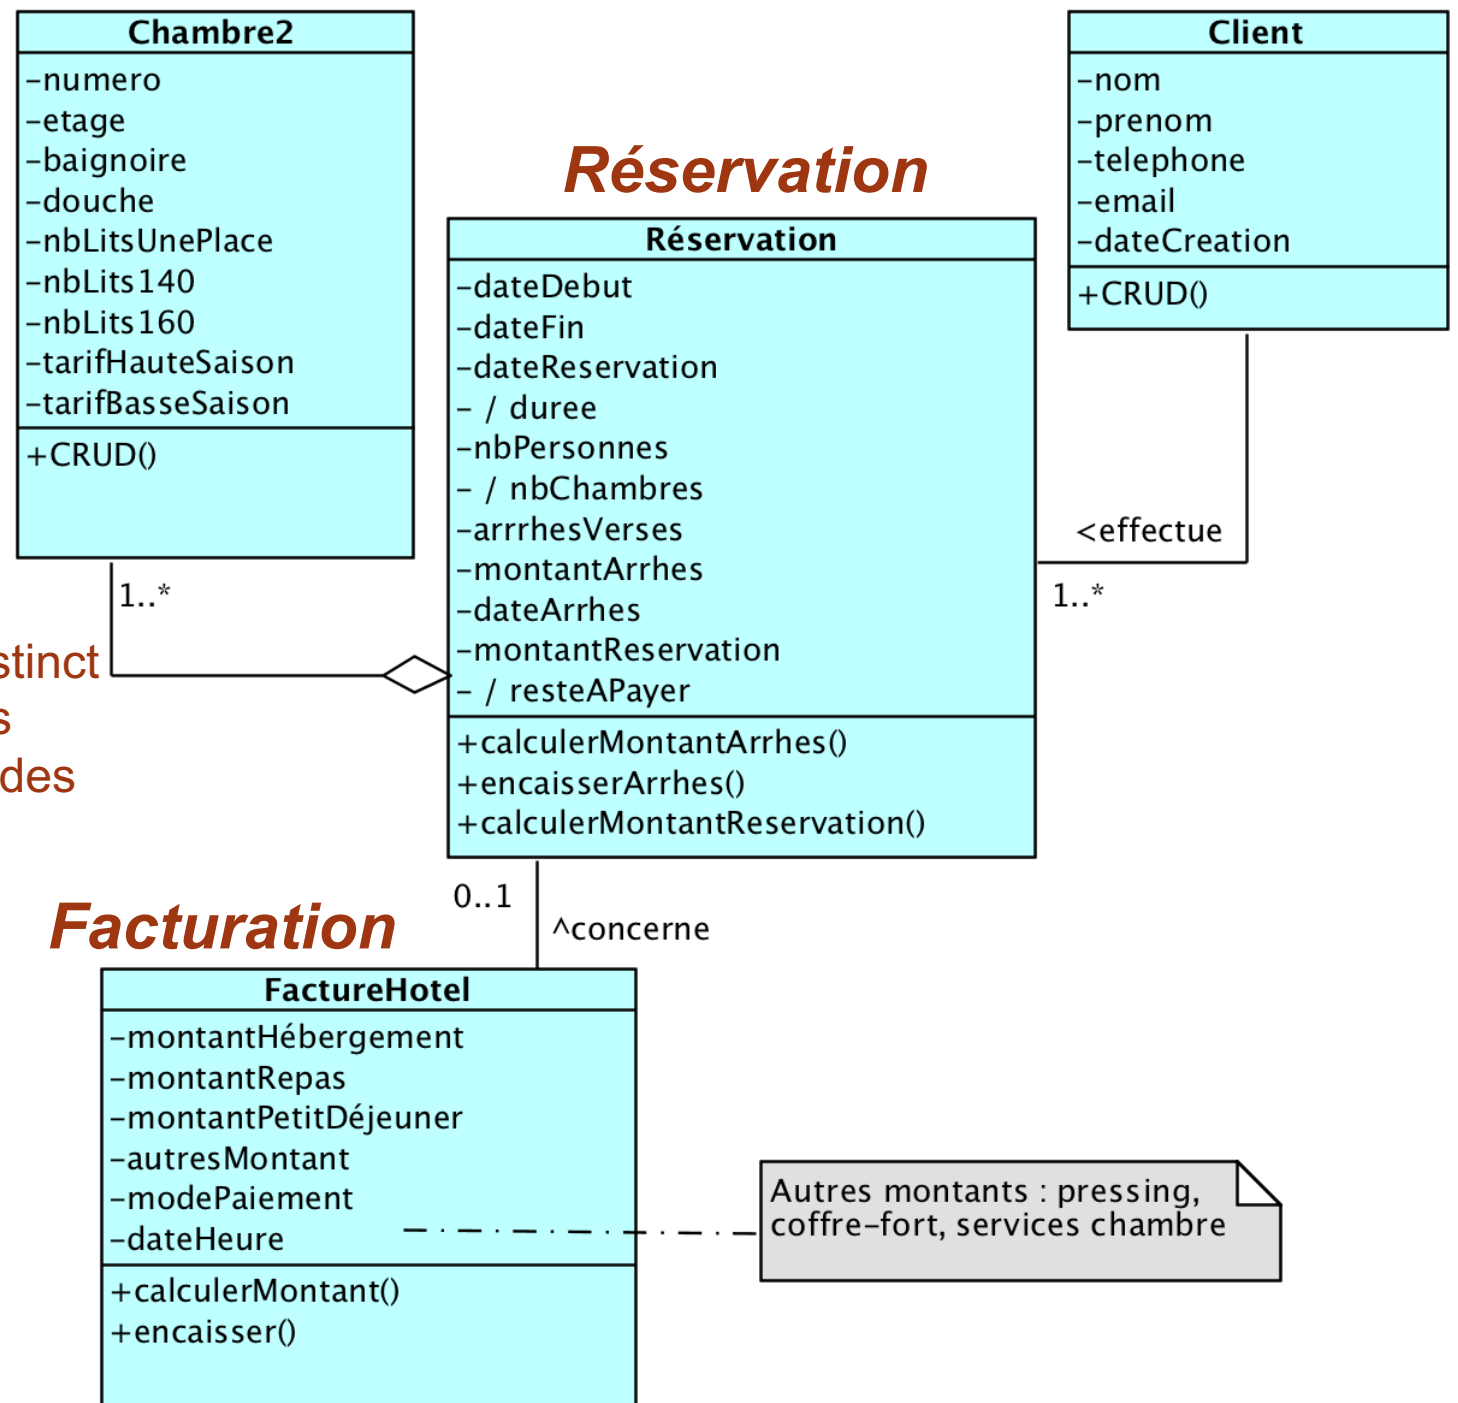 Chambre2
-numero
-etage
-baignoire
-douche
-nbLitsUnePlace
-nbLits140
-nbLits160
-tarifHauteSaison
-tarifBasseSaison
+CRUD()
1..*
Client
-nom
-prenom
-telephone
-email
-dateCreation
+CRUD()
<effectue
1..*
Réservation
Réservation
-dateDebut
-dateFin
-dateReservation
- / duree
-nbPersonnes
- / nbChambres
-arrrhesVerses
-montantArrhes
-dateArrhes
-montantReservation
- / resteAPayer
+calculerMontantArrhes()
+encaisserArrhes()
+calculerMontantReservation()
stinct
s
des
0..1
^concerne
Facturation
FactureHotel
-montantHébergement
-montantRepas
-montantPetitDéjeuner
-autresMontant
-modePaiement
-dateHeure
+calculerMontant()
+encaisser()
Autres montants : pressing,
coffre-fort, services chambre